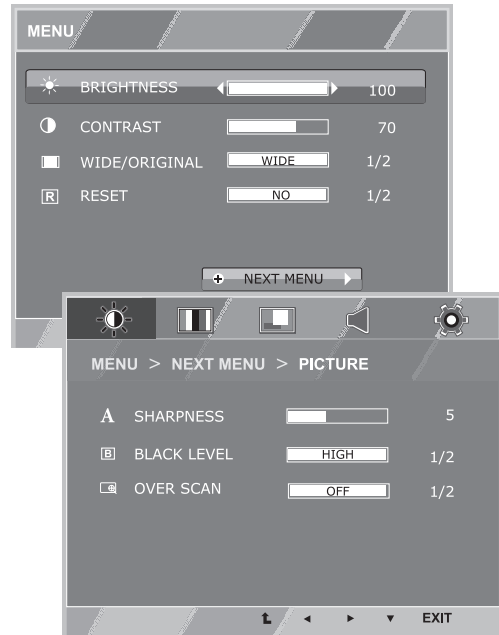 MENU
BRIGHTNESS 100
CONTRAST 70
WIDE/ORIGINAL WIDE 1/2
R RESET NO 1/2
NEXT MENU
MENU > NEXT MENU > PICTURE
A SHARPNESS 5
B BLACK LEVEL HIGH 1/2
OVER SCAN OFF 1/2
EXIT